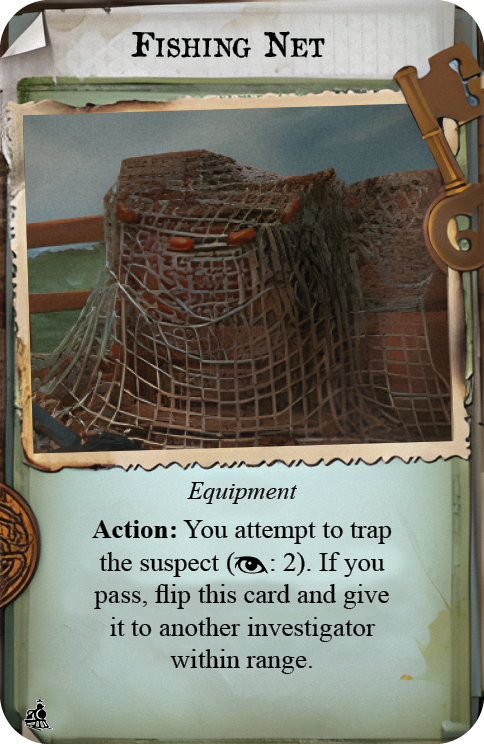 Fishing Net
Equipment
Action: You attempt to trap
the suspect (: 2). If you
pass, flip this card and give
it to another investigator
within range.